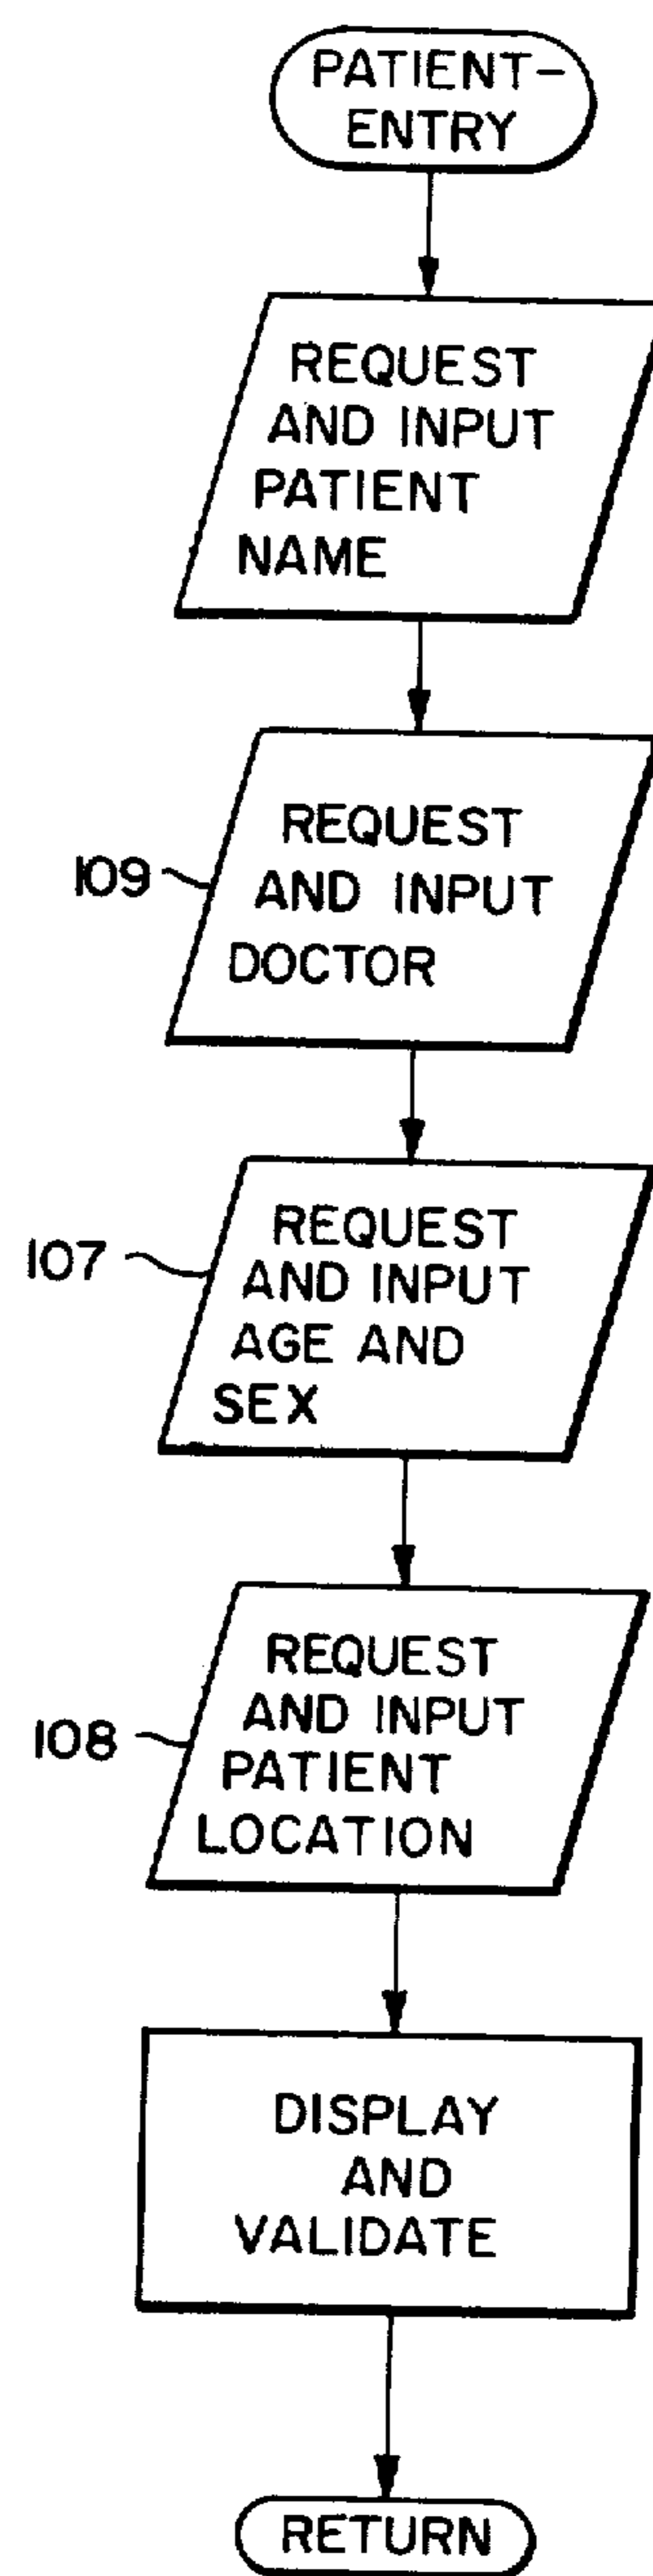 PATIENT-
ENTRY
REQUEST
AND INPUT
PATIENT
NAME
109
REQUEST
AND INPUT
DOCTOR
107
REQUEST
AND INPUT
AGE AND
SEX
108
REQUEST
AND INPUT
PATIENT
LOCATION
DISPLAY
AND
VALIDATE
RETURN